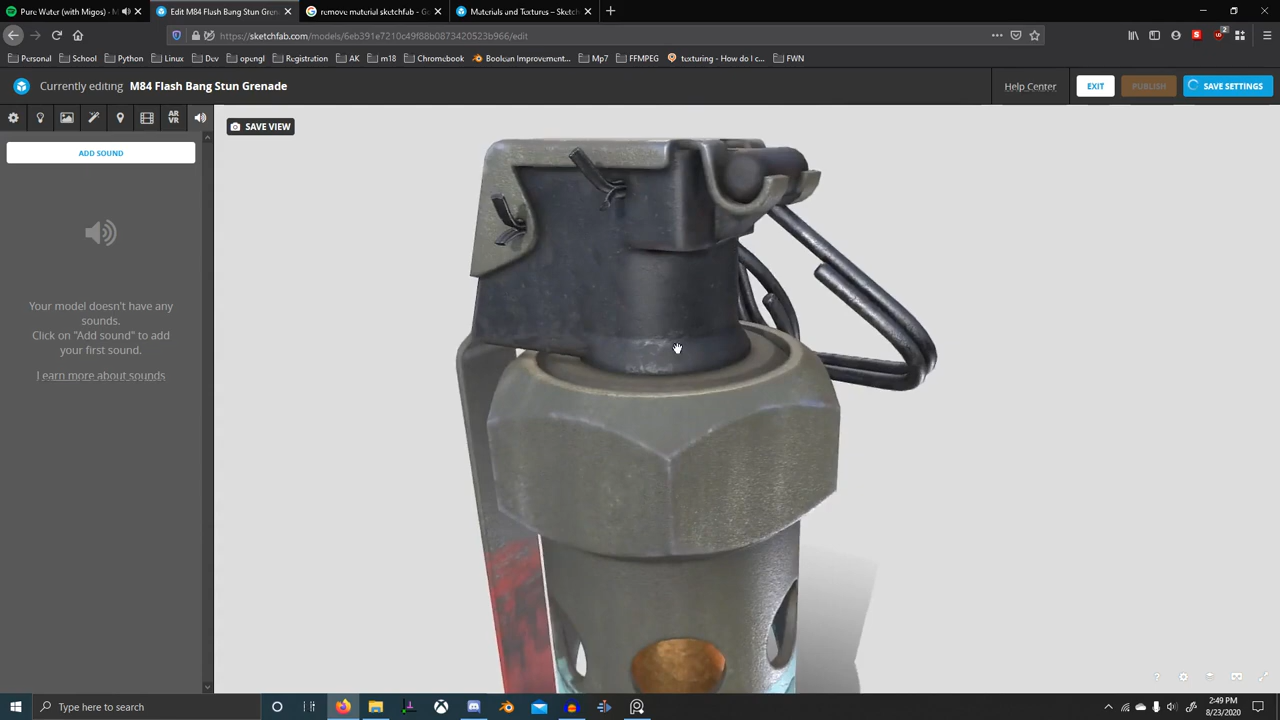 Pure Water (with Migos) -
Edit M84 Flash Bang Stun Gren
remove material sketchfab - Go
Materials and Textures – Sketch
https://sketchfab.com/models/6eb391e7210c49f88b0873420523b966/edit
2
Personal School Python Linux Dev opengl Registration AK m18 Chromebook Boolean Improvement... Mp7 FFMPEG texturing - How do I c... FWN
Currently editing M84 Flash Bang Stun Grenade
Help Center
EXIT
PUBLISH
SAVE SETTINGS
AR
VR
SAVE VIEW
ADD SOUND
Your model doesn't have any
sounds.
Click on "Add sound" to add
your first sound.
Learn more about sounds
Type here to search
2:49 PM
8/23/2020